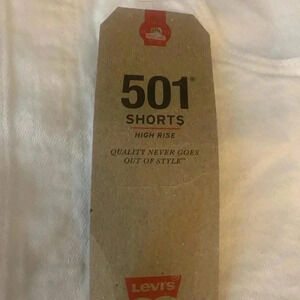 501®
SHORTS
HIGH RISE
QUALITY NEVER GOES
OUT OF STYLE™
Levi's